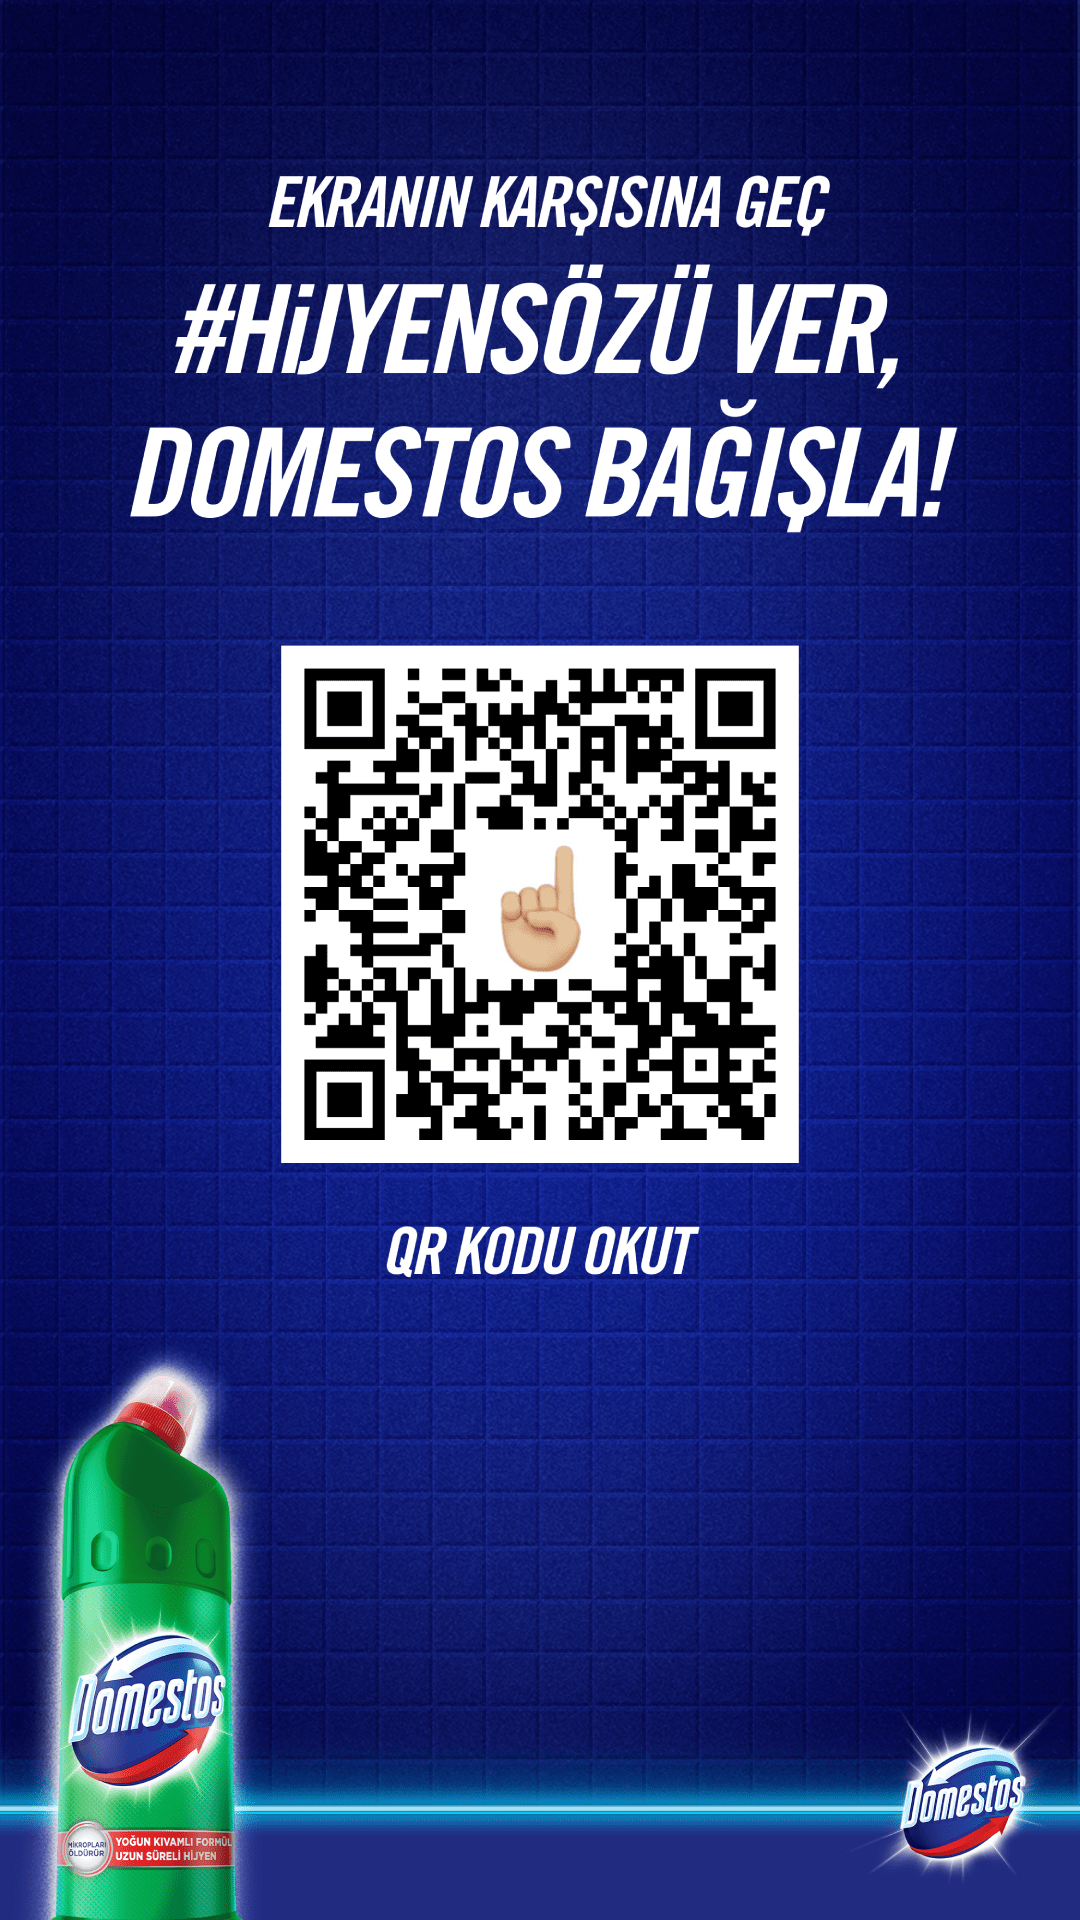 EKRANIN KARŞISINA GEÇ
#HiJYENSÖZÜ VER,
DOMESTOS BAĞIŞLA!
QR KODU OKUT
Domestos
MİKROPLARI
ÖLDÜRÜR
YOĞUN KIVAMLI FORMÜL
UZUN SÜRELİ HİJYEN
Domestos